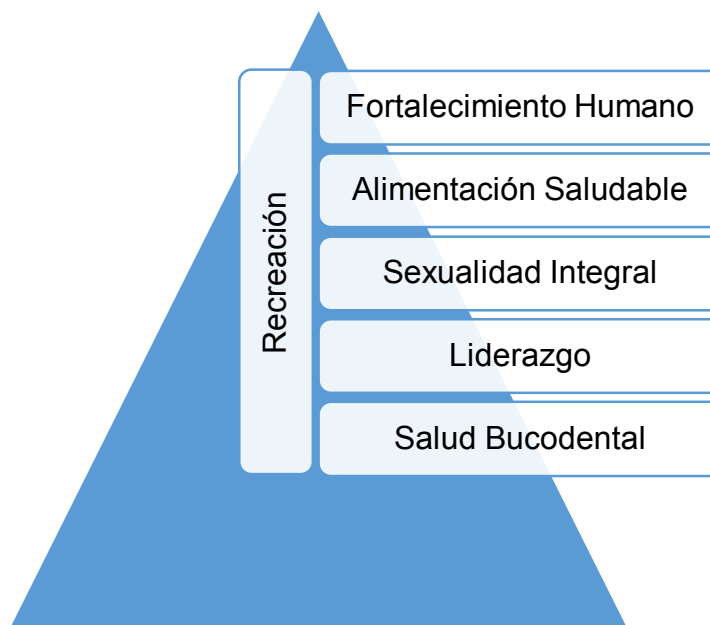 Recreación
Fortalecimiento Humano
Alimentación Saludable
Sexualidad Integral
Liderazgo
Salud Bucodental